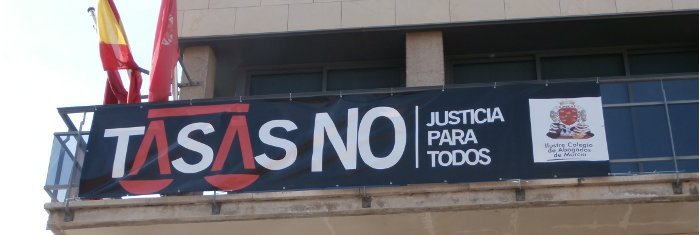 TASAS NO
JUSTICIA
PARA
TODOS
Ilustre Colegio
de Abogados
de Murcia